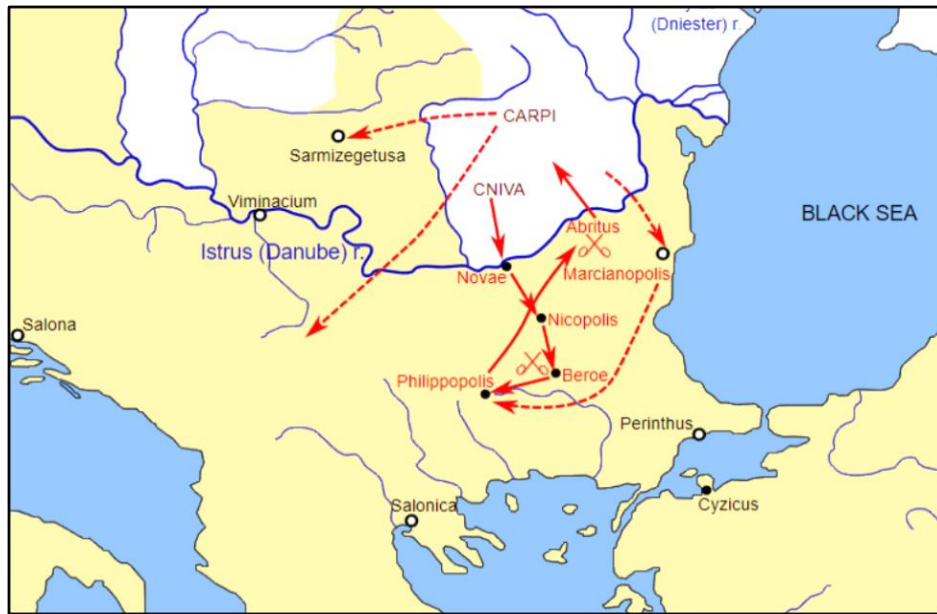 (Dniester) r.
CARPI
Sarmizegetusa
CNIVA
Viminacium
BLACK SEA
Abritus
Istrus (Danube) r.
Marcianopolis
Novae
Nicopolis
Salona
Beroe
Philippopolis
Perinthus
Salonica
Cyzicus